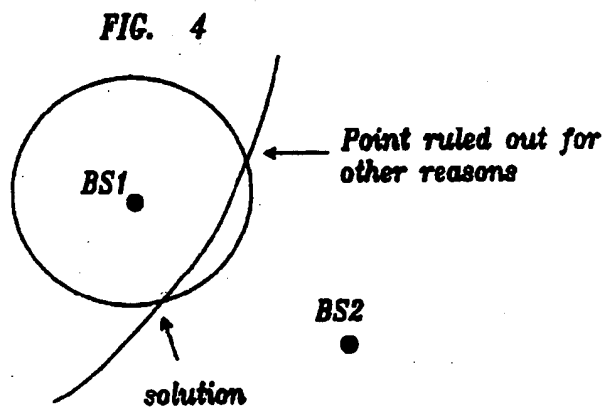 FIG. 4
Point ruled out for
other reasons
BS1
BS2
solution